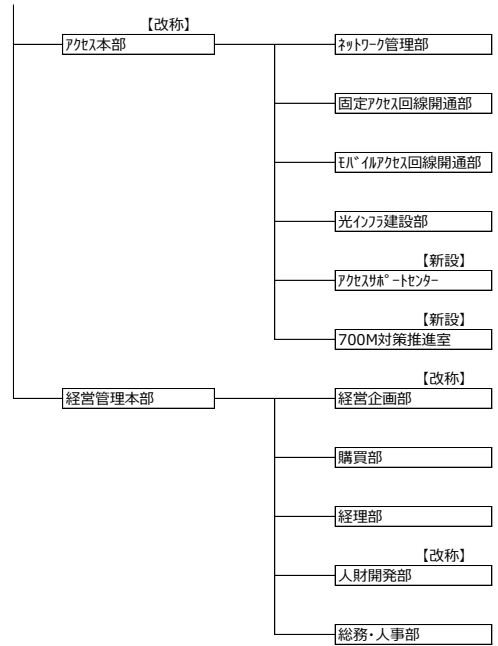 【改称】
ｱｸｾｽ本部
ﾈｯﾄﾜｰｸ管理部
固定ｱｸｾｽ回線開通部
ﾓﾊﾞｲﾙｱｸｾｽ回線開通部
光ｲﾝﾌﾗ建設部
【新設】
ｱｸｾｽｻﾎﾟｰﾄｾﾝﾀｰ
【新設】
700M対策推進室
【改称】
経営管理本部
経営企画部
購買部
経理部
【改称】
人財開発部
総務・人事部